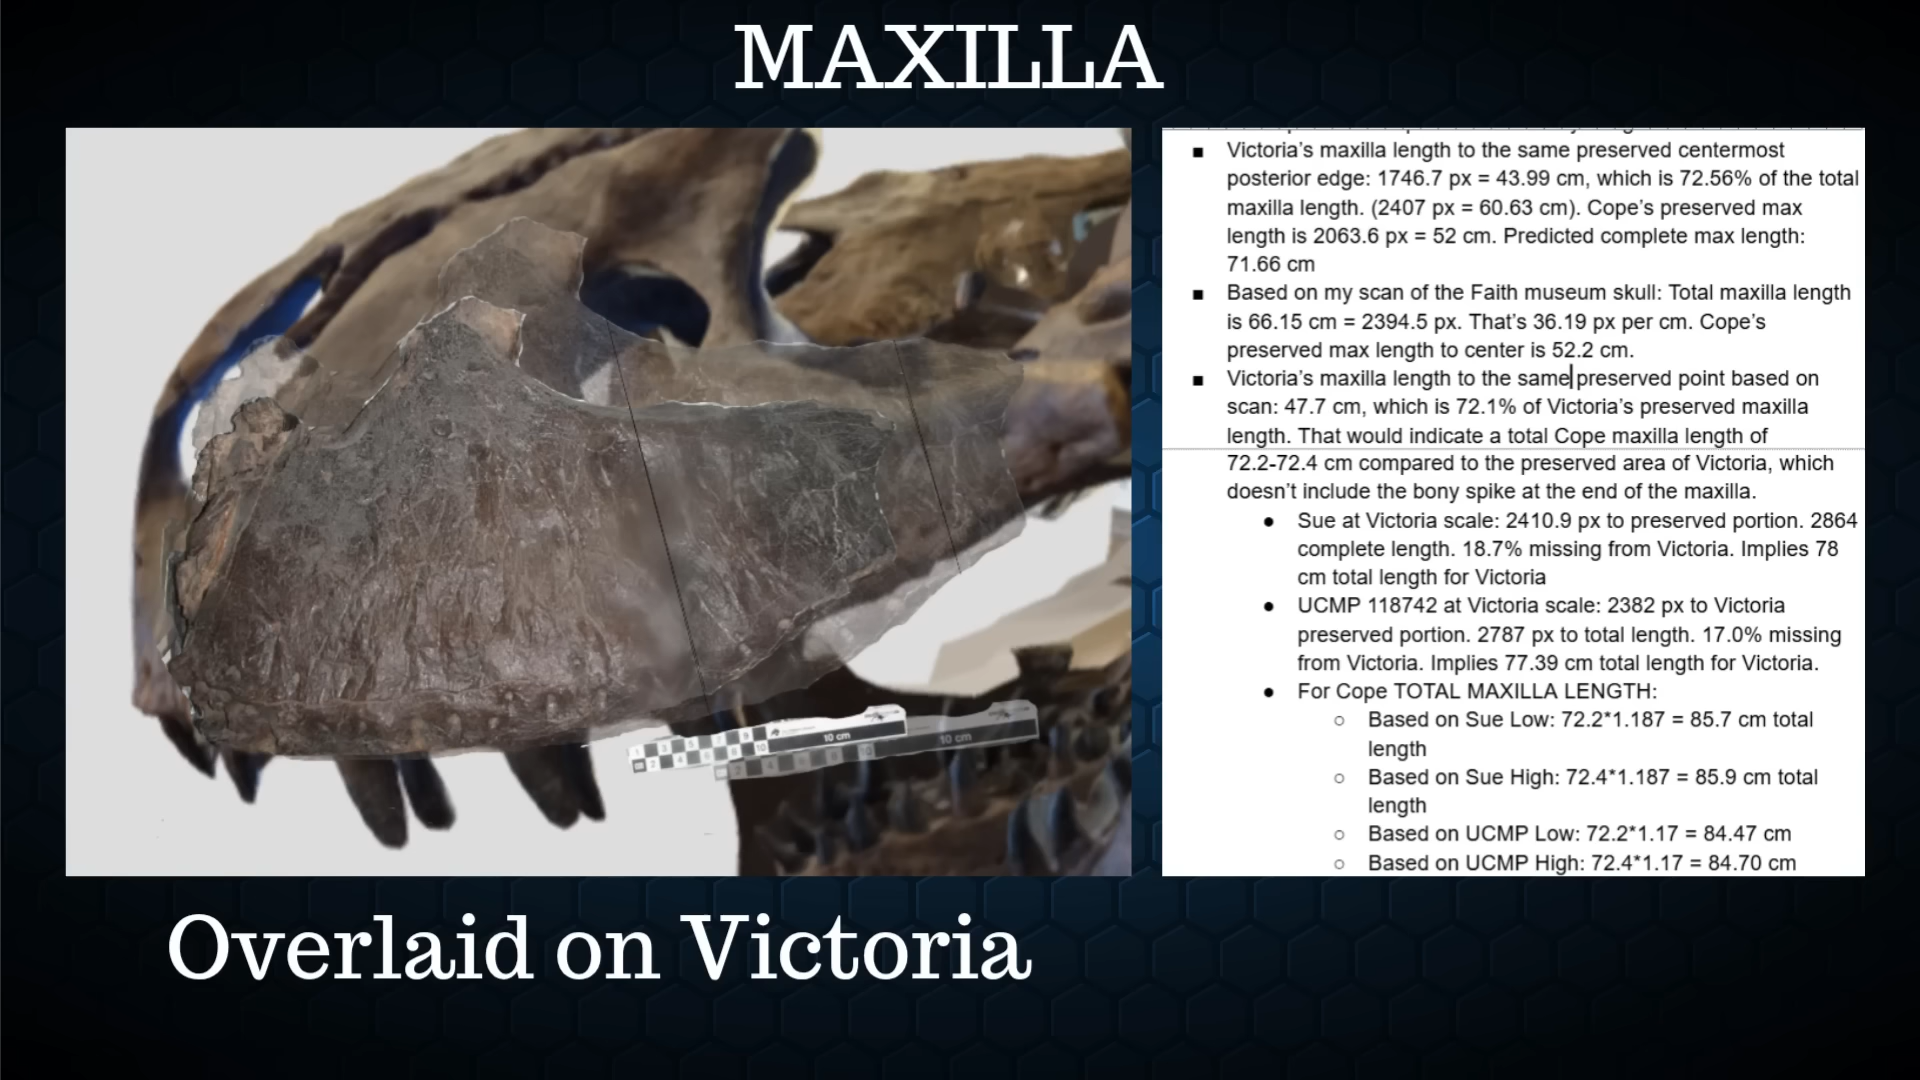 MAXILLA
■ Victoria's maxilla length to the same preserved centermost
posterior edge: 1746.7 px = 43.99 cm, which is 72.56% of the total
maxilla length. (2407 px = 60.63 cm). Cope's preserved max
length is 2063.6 px = 52 cm. Predicted complete max length:
71.66 cm
■ Based on my scan of the Faith museum skull: Total maxilla length
is 66.15 cm = 2394.5 px. That's 36.19 px per cm. Cope's
preserved max length to center is 52.2 cm.
■ Victoria's maxilla length to the same preserved point based on
scan: 47.7 cm, which is 72.1% of Victoria's preserved maxilla
length. That would indicate a total Cope maxilla length of
72.2-72.4 cm compared to the preserved area of Victoria, which
doesn't include the bony spike at the end of the maxilla.
● Sue at Victoria scale: 2410.9 px to preserved portion. 2864
complete length. 18.7% missing from Victoria. Implies 78
cm total length for Victoria
● UCMP 118742 at Victoria scale: 2382 px to Victoria
preserved portion. 2787 px to total length. 17.0% missing
from Victoria. Implies 77.39 cm total length for Victoria.
● For Cope TOTAL MAXILLA LENGTH:
○ Based on Sue Low: 72.2*1.187 = 85.7 cm total
length
○ Based on Sue High: 72.4*1.187 = 85.9 cm total
length
○ Based on UCMP Low: 72.2*1.17 = 84.47 cm
○ Based on UCMP High: 72.4*1.17 = 84.70 cm
10 cm
10 cm
Overlaid on Victoria